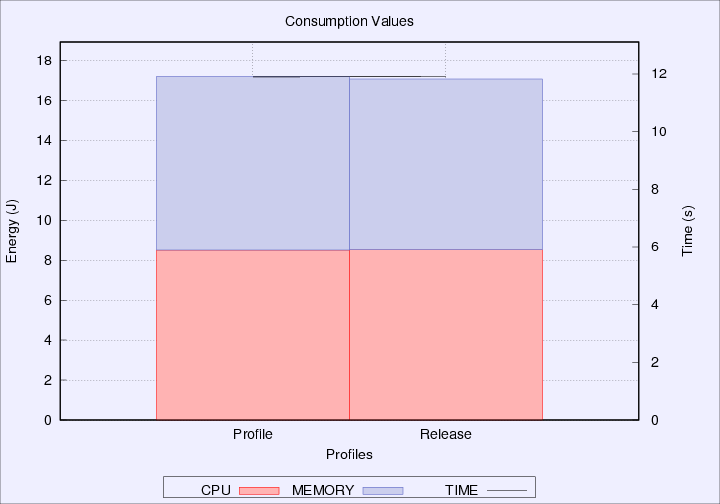 Consumption Values
18
16
14
12
10
8
6
4
2
0
Energy (J)
12
10
8
6
4
2
0
Time (s)
Profile Release
Profiles
CPU MEMORY TIME